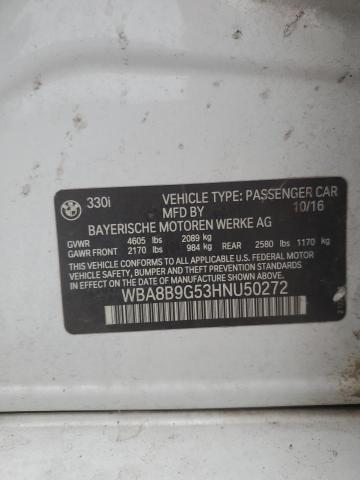 BMW
330i VEHICLE TYPE: PASSENGER CAR
MFD BY 10/16
BAYERISCHE MOTOREN WERKE AG
GVWR 4605 lbs 2089 kg
GAWR FRONT 2170 lbs 984 kg REAR 2580 lbs 1170 kg
THIS VEHICLE CONFORMS TO ALL APPLICABLE U.S. FEDERAL MOTOR
VEHICLE SAFETY, BUMPER, AND THEFT PREVENTION STANDARDS
IN EFFECT ON THE DATE OF MANUFACTURE SHOWN ABOVE.
WBA8B9G53HNU50272